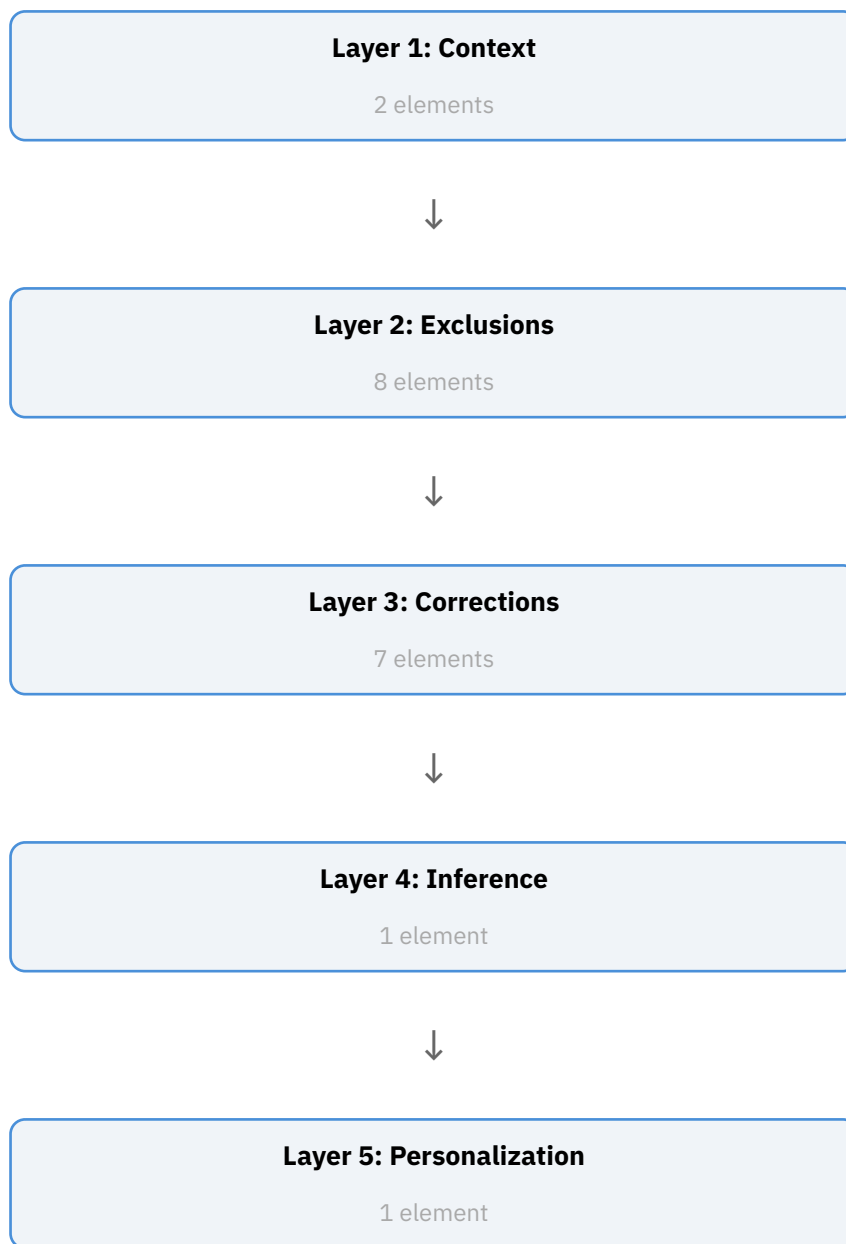 Layer 1: Context
2 elements
↓
Layer 2: Exclusions
8 elements
↓
Layer 3: Corrections
7 elements
↓
Layer 4: Inference
1 element
↓
Layer 5: Personalization
1 element